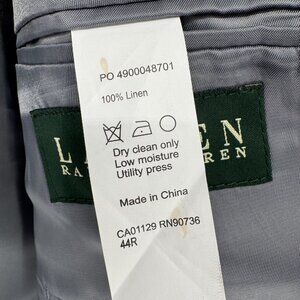 PO 4900048701
100% Linen
Dry clean only
Low moisture
Utility press
Made in China
CA01129 RN90736
44R